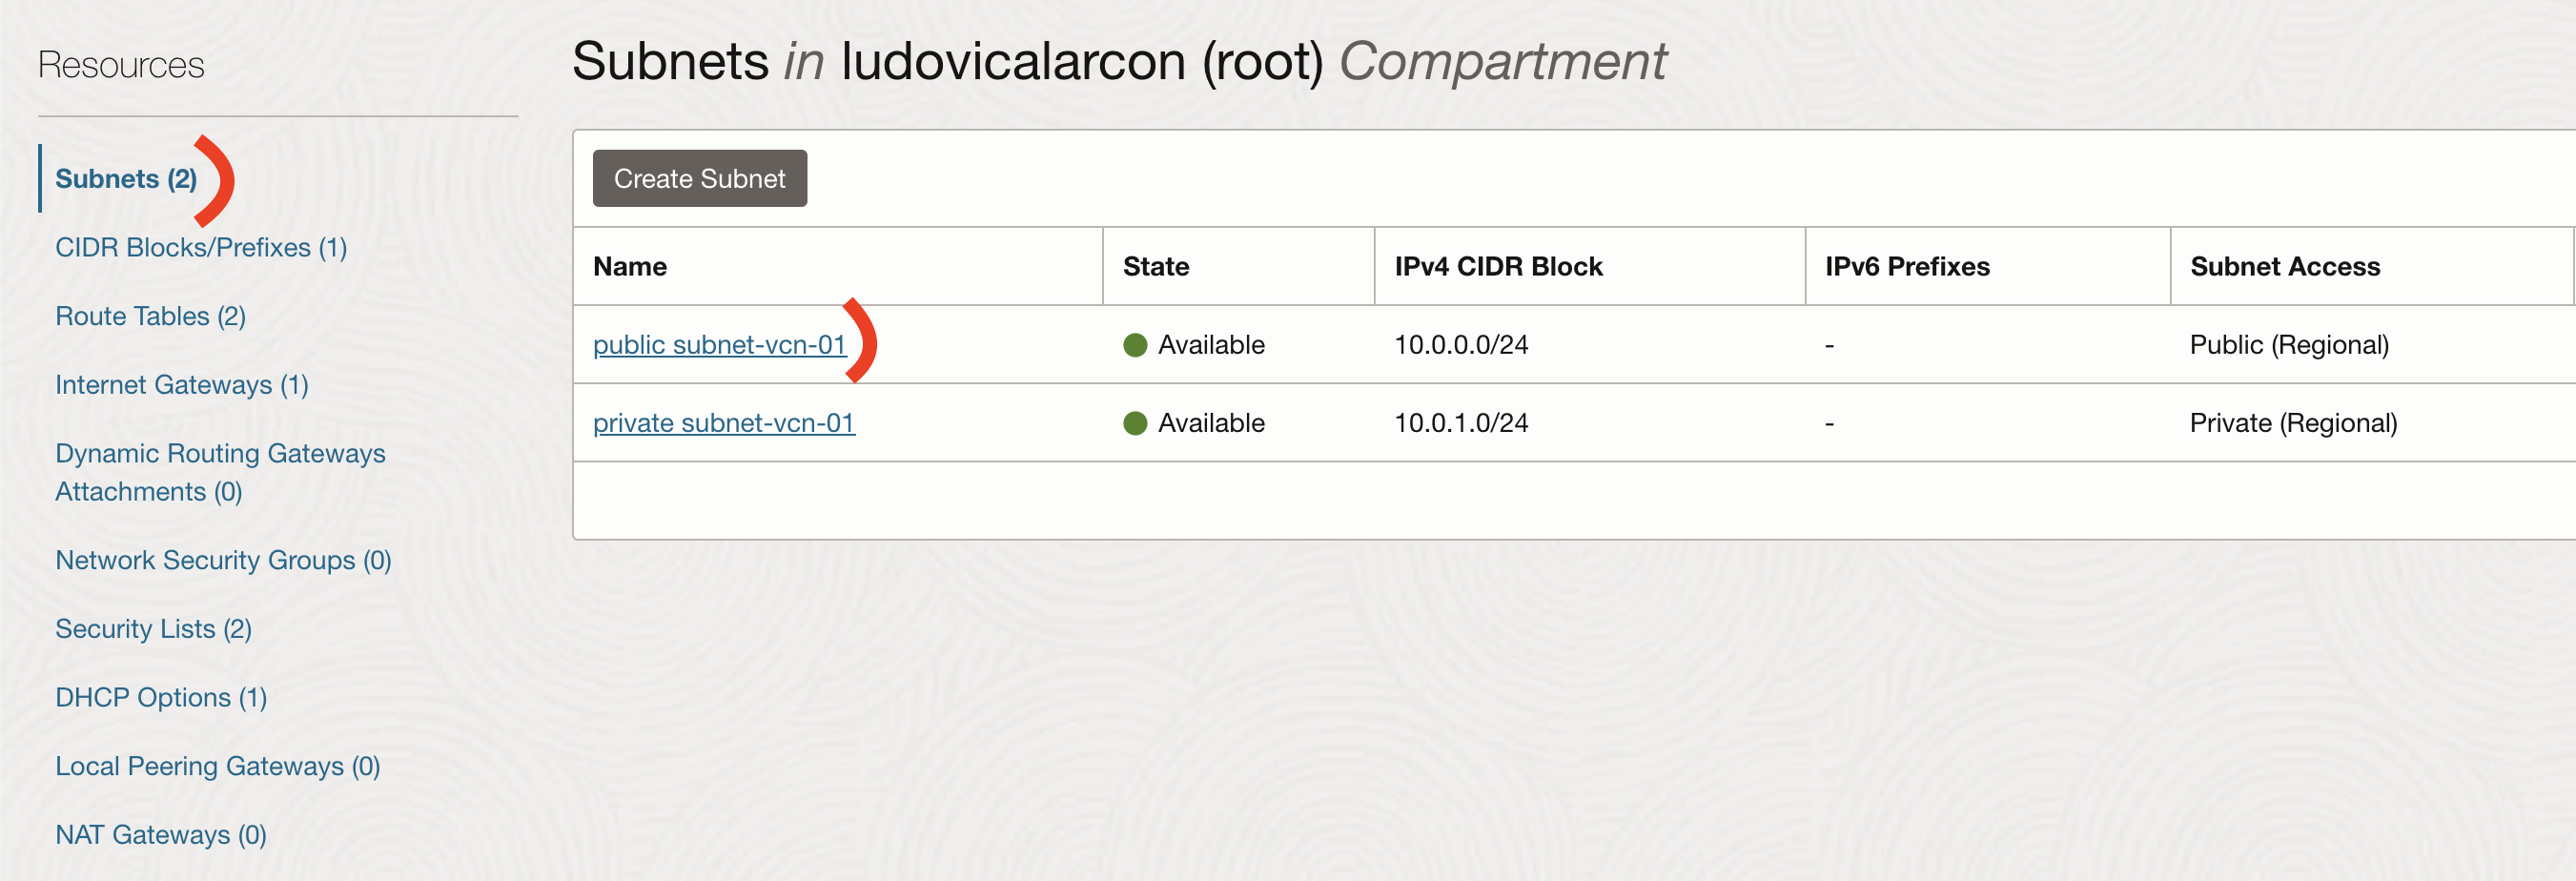 Resources
Subnets (2)
CIDR Blocks/Prefixes (1)
Route Tables (2)
Internet Gateways (1)
Dynamic Routing Gateways
Attachments (0)
Network Security Groups (0)
Security Lists (2)
DHCP Options (1)
Local Peering Gateways (0)
NAT Gateways (0)
Subnets in ludovicalarcon (root) Compartment
Create Subnet
Name State IPv4 CIDR Block IPv6 Prefixes Subnet Access
public subnet-vcn-01 Available 10.0.0.0/24 - Public (Regional)
private subnet-vcn-01 Available 10.0.1.0/24 - Private (Regional)